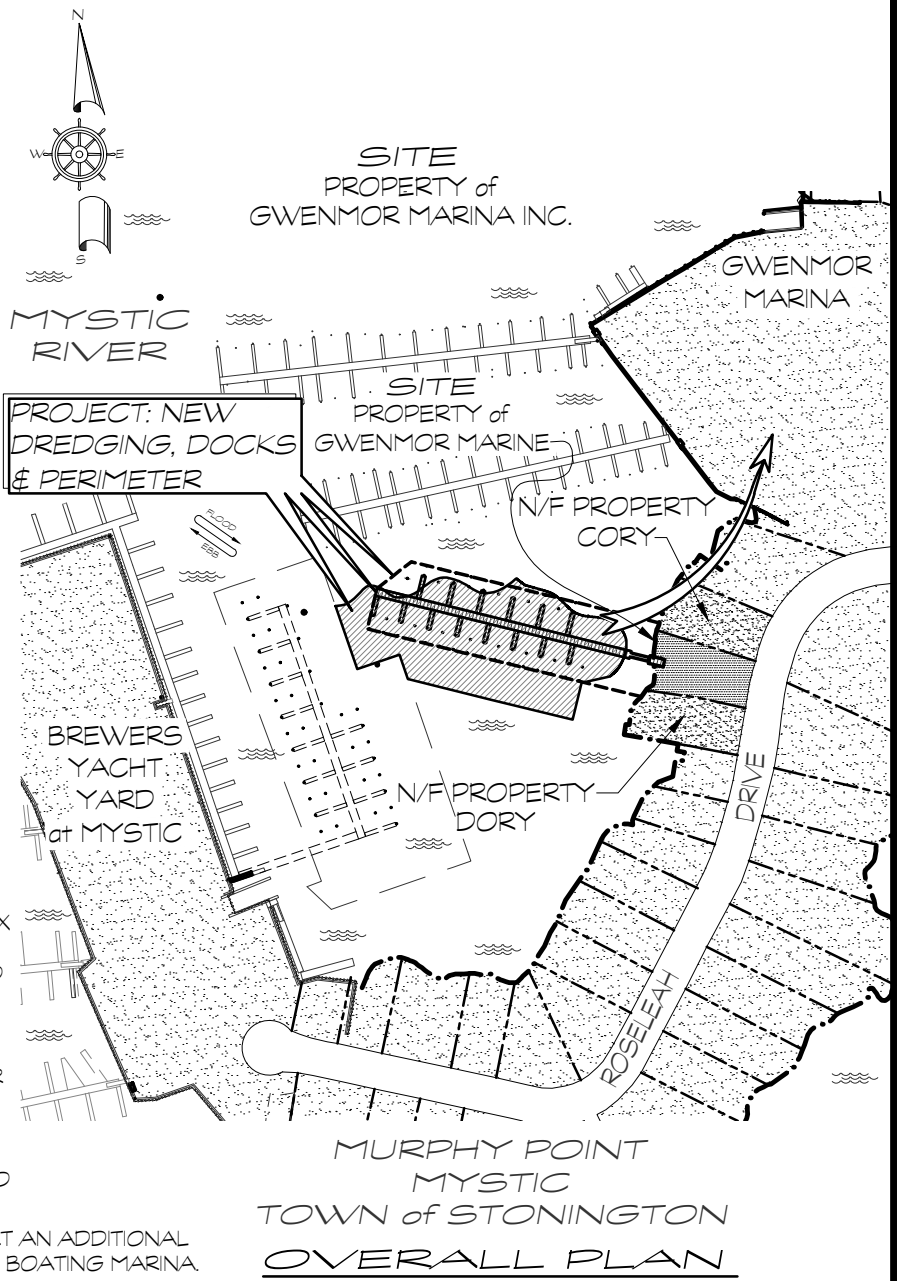 N
W
E
S
SITE
PROPERTY of
GWENMOR MARINA INC.
GWENMOR
MARINA
MYSTIC
RIVER
SITE
PROPERTY of
GWENMOR MARINE
PROJECT: NEW
DREDGING, DOCKS
& PERIMETER
N/F PROPERTY
CORY
FLOOD
EBB
BREWERS
YACHT
YARD
at MYSTIC
N/F PROPERTY
DORY
ROSELEAH DRIVE
MURPHY POINT
MYSTIC
TOWN of STONINGTON
OVERALL PLAN
AN ADDITIONAL
BOATING MARINA.